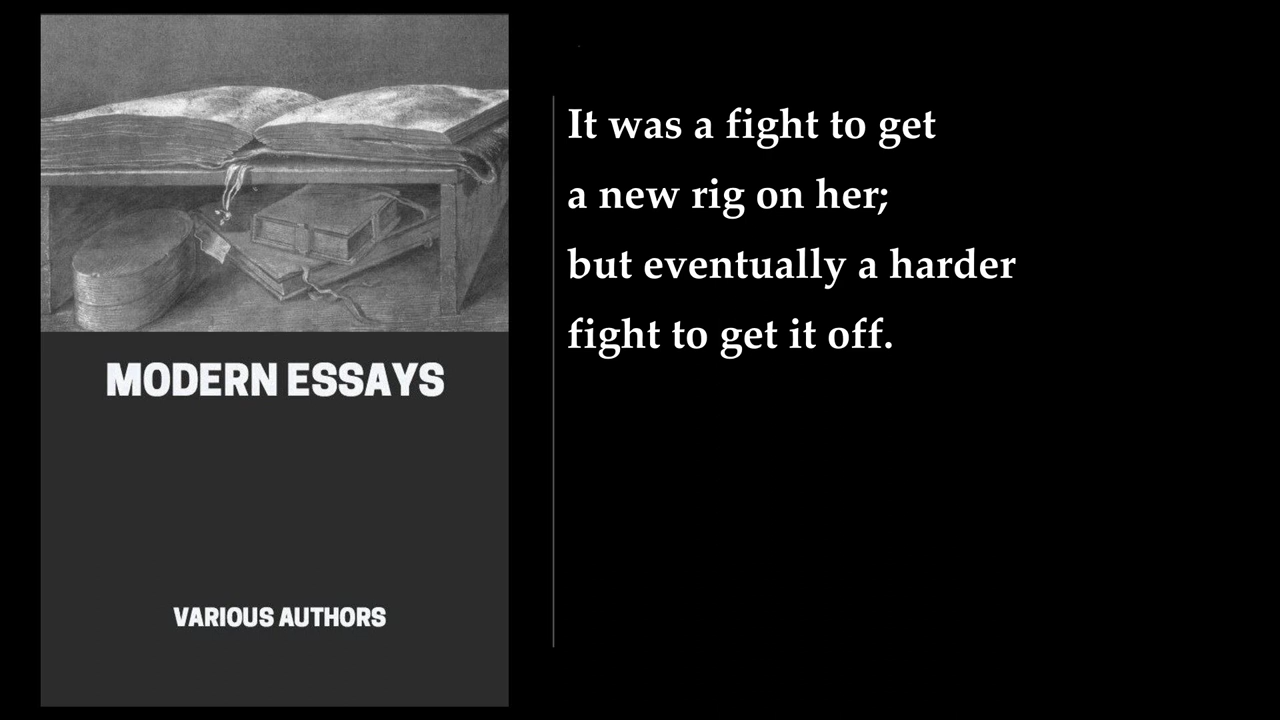 MODERN ESSAYS
VARIOUS AUTHORS
It was a fight to get
a new rig on her;
but eventually a harder
fight to get it off.